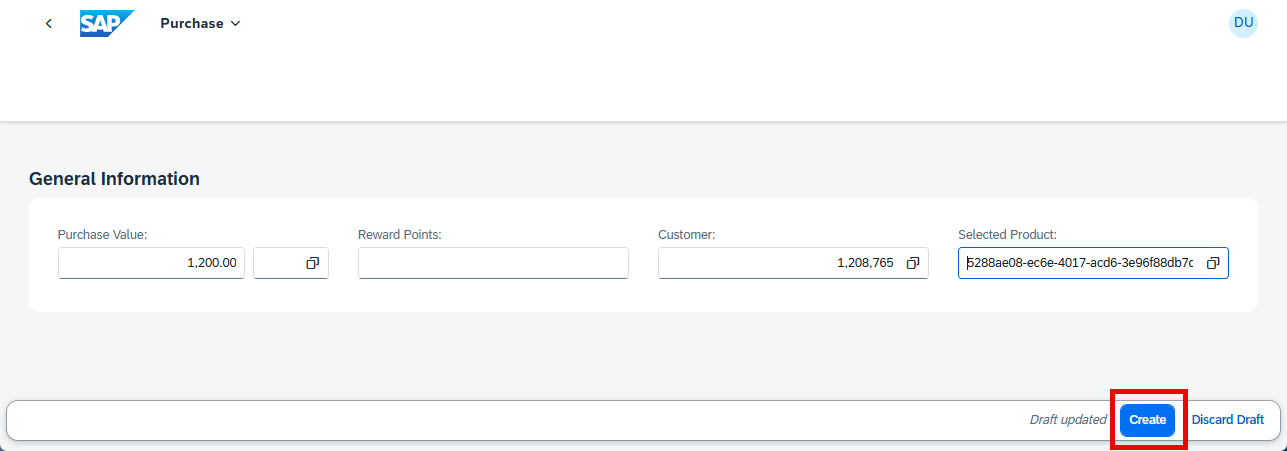 SAP Purchase DU
General Information
Purchase Value: Reward Points: Customer: Selected Product:
1,200.00 1,208,765 5288ae08-ec6e-4017-acd6-3e96f88db7c
Draft updated Create Discard Draft